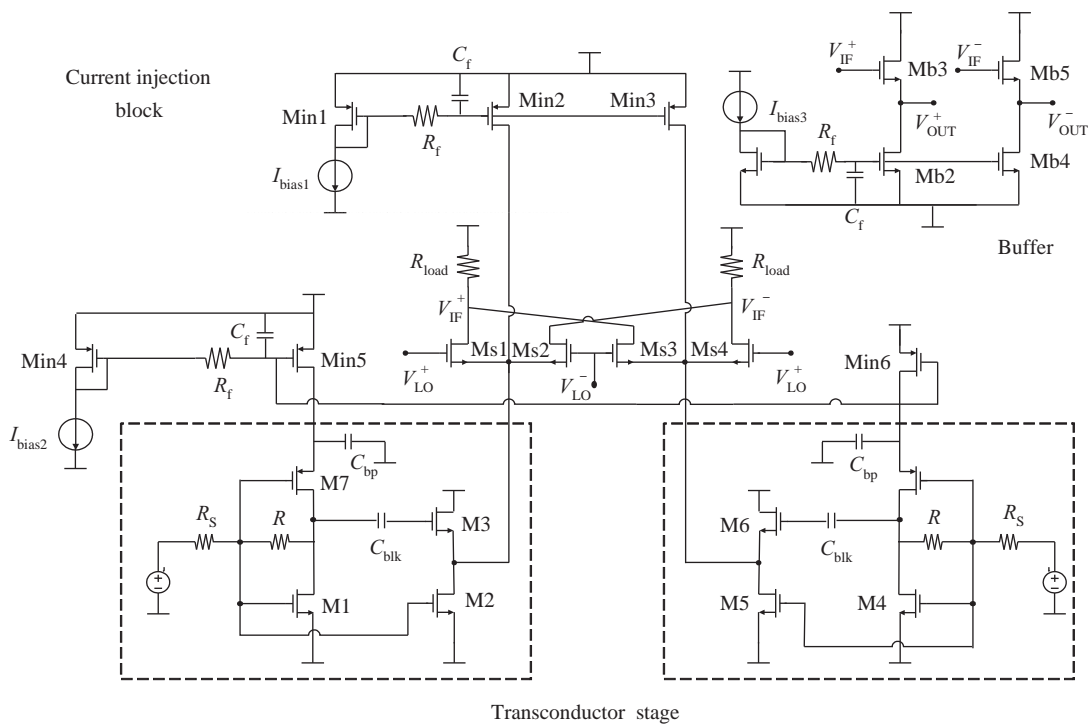 Current injection
block
C_f
Min1
Min2
Min3
R_f
I_bias1
V_IF^+
V_IF^-
Mb3
Mb5
I_bias3
R_f
V_OUT^+
V_OUT^-
Mb2
Mb4
C_f
Buffer
R_load
R_load
V_IF^+
V_IF^-
Ms1
Ms2
Ms3
Ms4
V_LO^+
V_LO^-
V_LO^+
C_f
Min4
Min5
Min6
R_f
I_bias2
C_bp
C_bp
M7
R_S
R
M3
C_blk
M1
M2
M6
C_blk
R
R_S
M5
M4
Transconductor stage